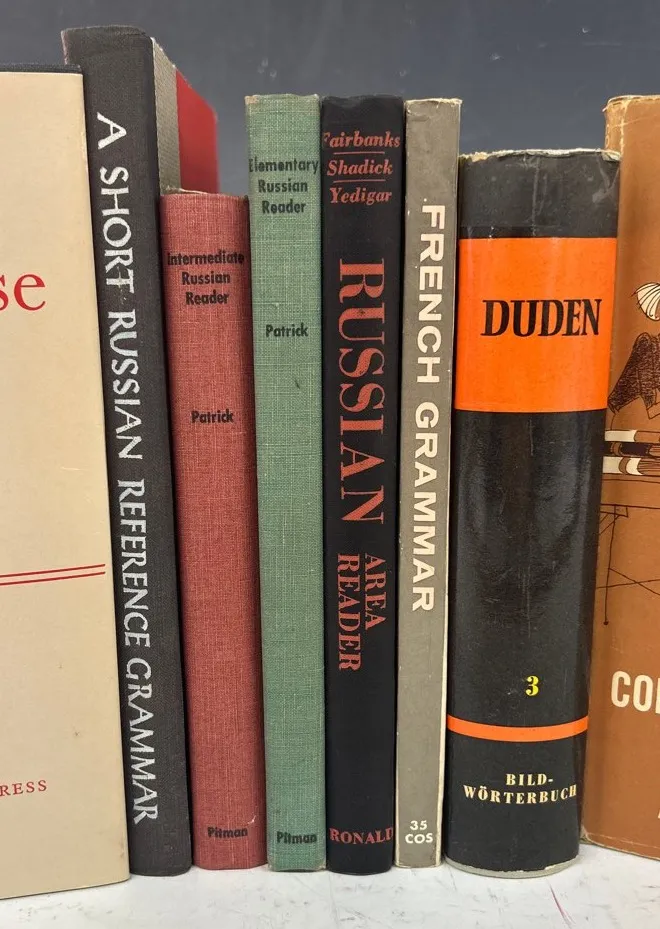 se
RESS
A SHORT RUSSIAN REFERENCE GRAMMAR
Intermediate
Russian
Reader
Patrick
Pitman
Elementary
Russian
Reader
Patrick
Pitman
Fairbanks
Shadick
Yedigar
RUSSIAN
AREA
READER
RONALD
FRENCH GRAMMAR
35
COS
DUDEN
3
BILD-
WÖRTERBUCH
CO